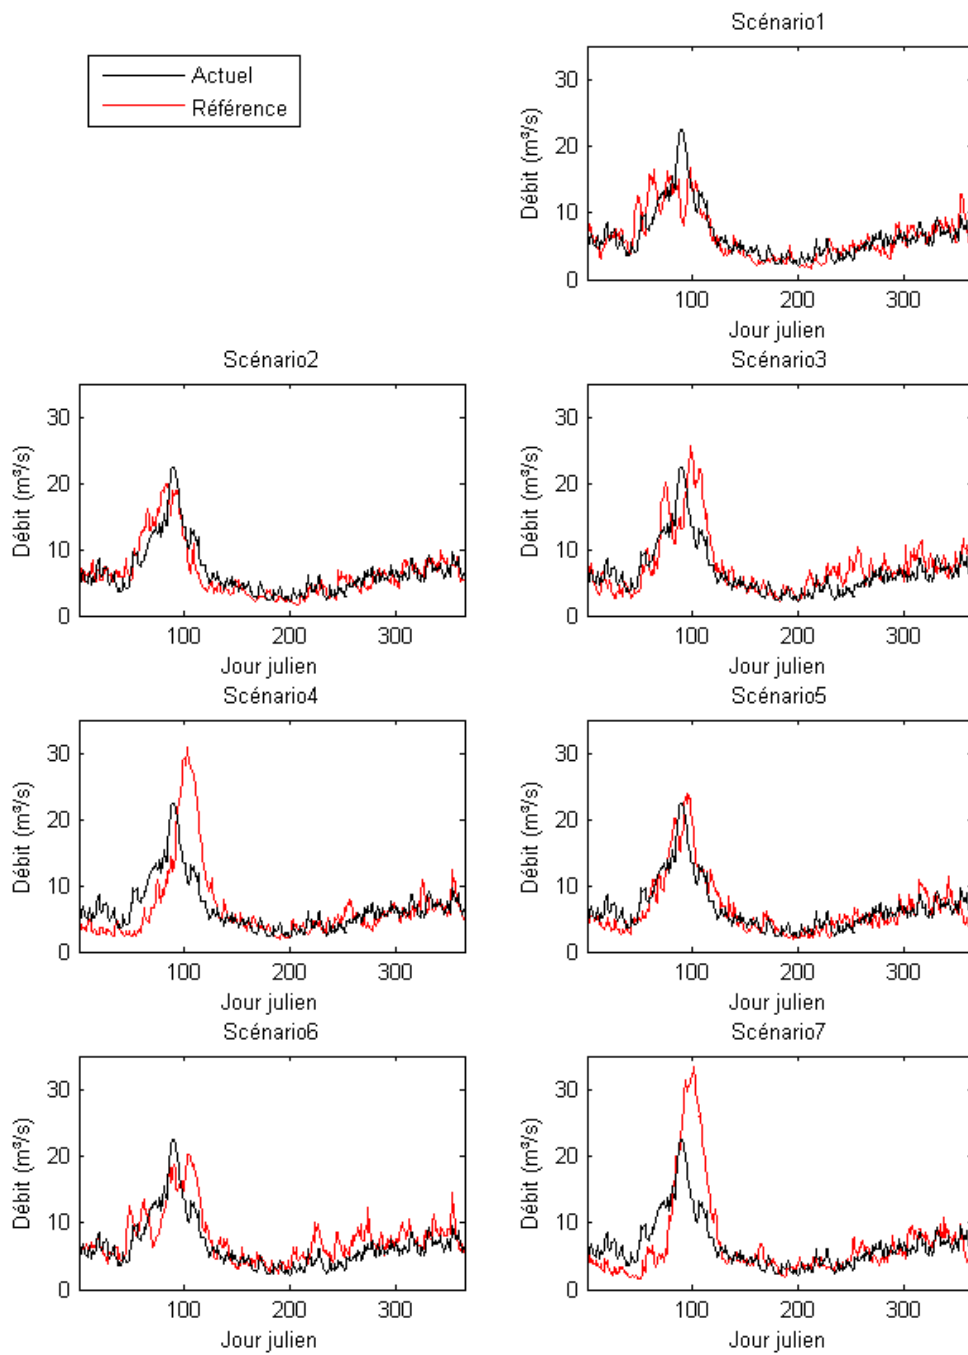 Scénario1
Actuel
Référence
Débit (m³/s)
30
20
10
0
100
200
300
Jour julien
Scénario2
Débit (m³/s)
30
20
10
0
100
200
300
Jour julien
Scénario3
Débit (m³/s)
30
20
10
0
100
200
300
Jour julien
Scénario4
Débit (m³/s)
30
20
10
0
100
200
300
Jour julien
Scénario5
Débit (m³/s)
30
20
10
0
100
200
300
Jour julien
Scénario6
Débit (m³/s)
30
20
10
0
100
200
300
Jour julien
Scénario7
Débit (m³/s)
30
20
10
0
100
200
300
Jour julien